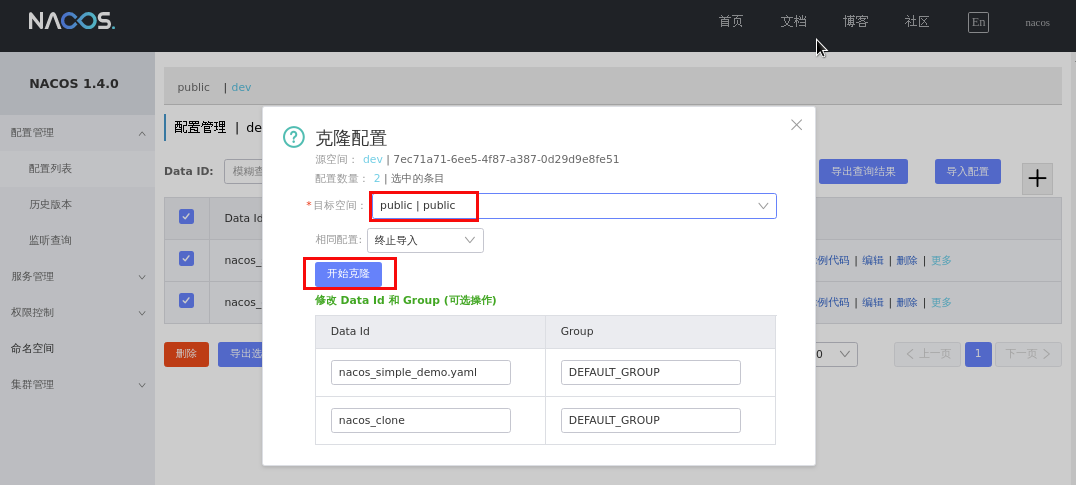 NACOS.
首页 文档 博客 社区 En nacos
NACOS 1.4.0
public | dev
配置管理
配置管理 | de
克隆配置
源空间： dev | 7ec71a71-6ee5-4f87-a387-0d29d9e8fe51
配置列表
Data ID: 模糊查
导出查询结果 导入配置
配置数量： 2 | 选中的条目
历史版本
*目标空间： public | public
Data Id
监听查询
相同配置: 终止导入
nacos_
例代码 | 编辑 | 删除 | 更多
服务管理
开始克隆
权限控制
nacos_
例代码 | 编辑 | 删除 | 更多
修改 Data Id 和 Group (可选操作)
Data Id Group
命名空间
删除 导出选
0 上一页 1 下一页
集群管理
nacos_simple_demo.yaml DEFAULT_GROUP
nacos_clone DEFAULT_GROUP